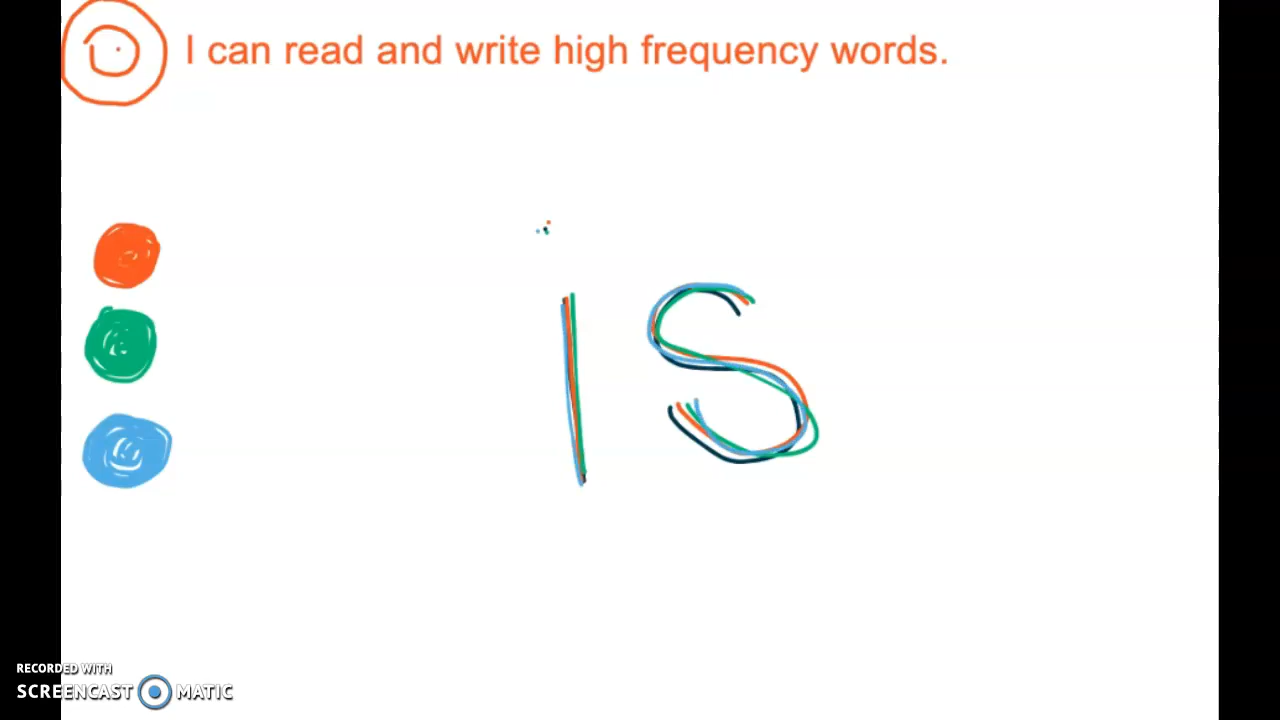 I can read and write high frequency words.
is
RECORDED WITH
SCREENCAST MATIC